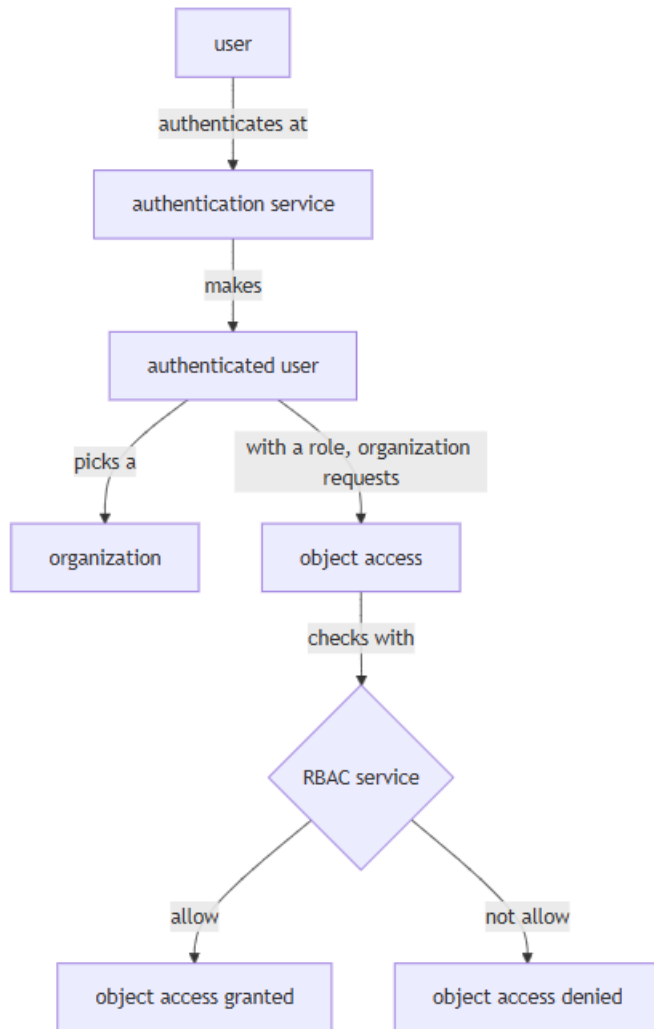 user
authenticates at
authentication service
makes
authenticated user
picks a
with a role, organization
requests
organization
object access
checks with
RBAC service
allow
not allow
object access granted
object access denied